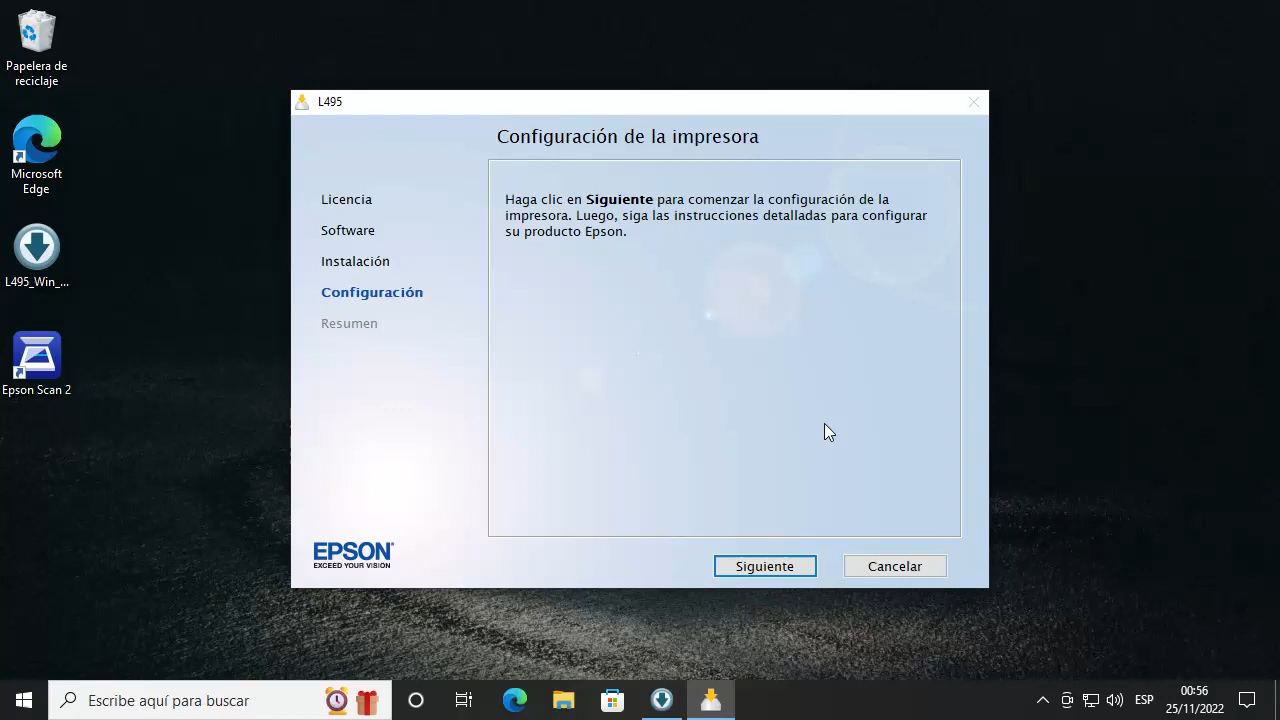 Papelera de
reciclaje
Microsoft
Edge
L495_Win_...
Epson Scan 2
L495
Configuración de la impresora
Licencia
Software
Instalación
Configuración
Resumen
Haga clic en Siguiente para comenzar la configuración de la
impresora. Luego, siga las instrucciones detalladas para configurar
su producto Epson.
EPSON
EXCEED YOUR VISION
Siguiente
Cancelar
Escribe aquí para buscar
ESP
00:56
25/11/2022